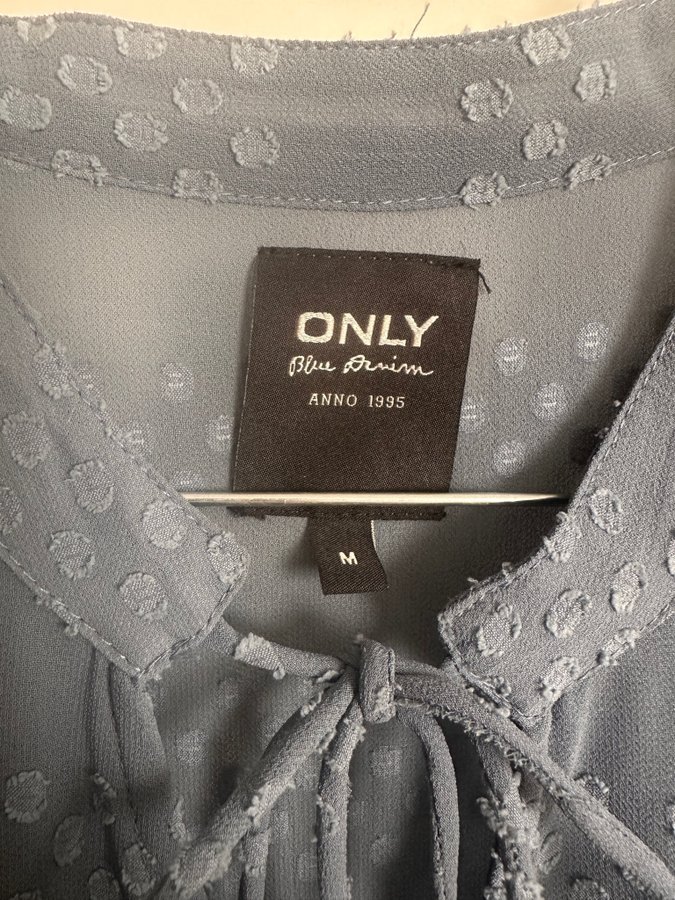 ONLY
Blue Denim
ANNO 1995
M